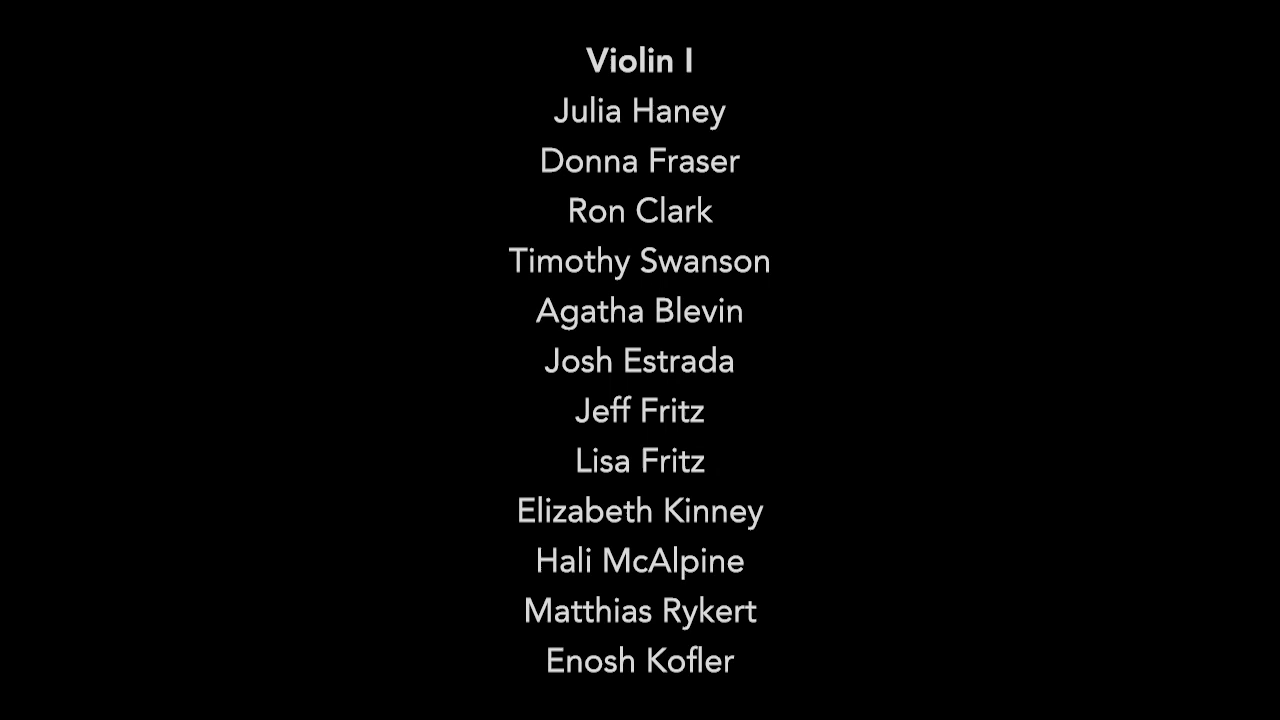 Violin I
Julia Haney
Donna Fraser
Ron Clark
Timothy Swanson
Agatha Blevin
Josh Estrada
Jeff Fritz
Lisa Fritz
Elizabeth Kinney
Hali McAlpine
Matthias Rykert
Enosh Kofler